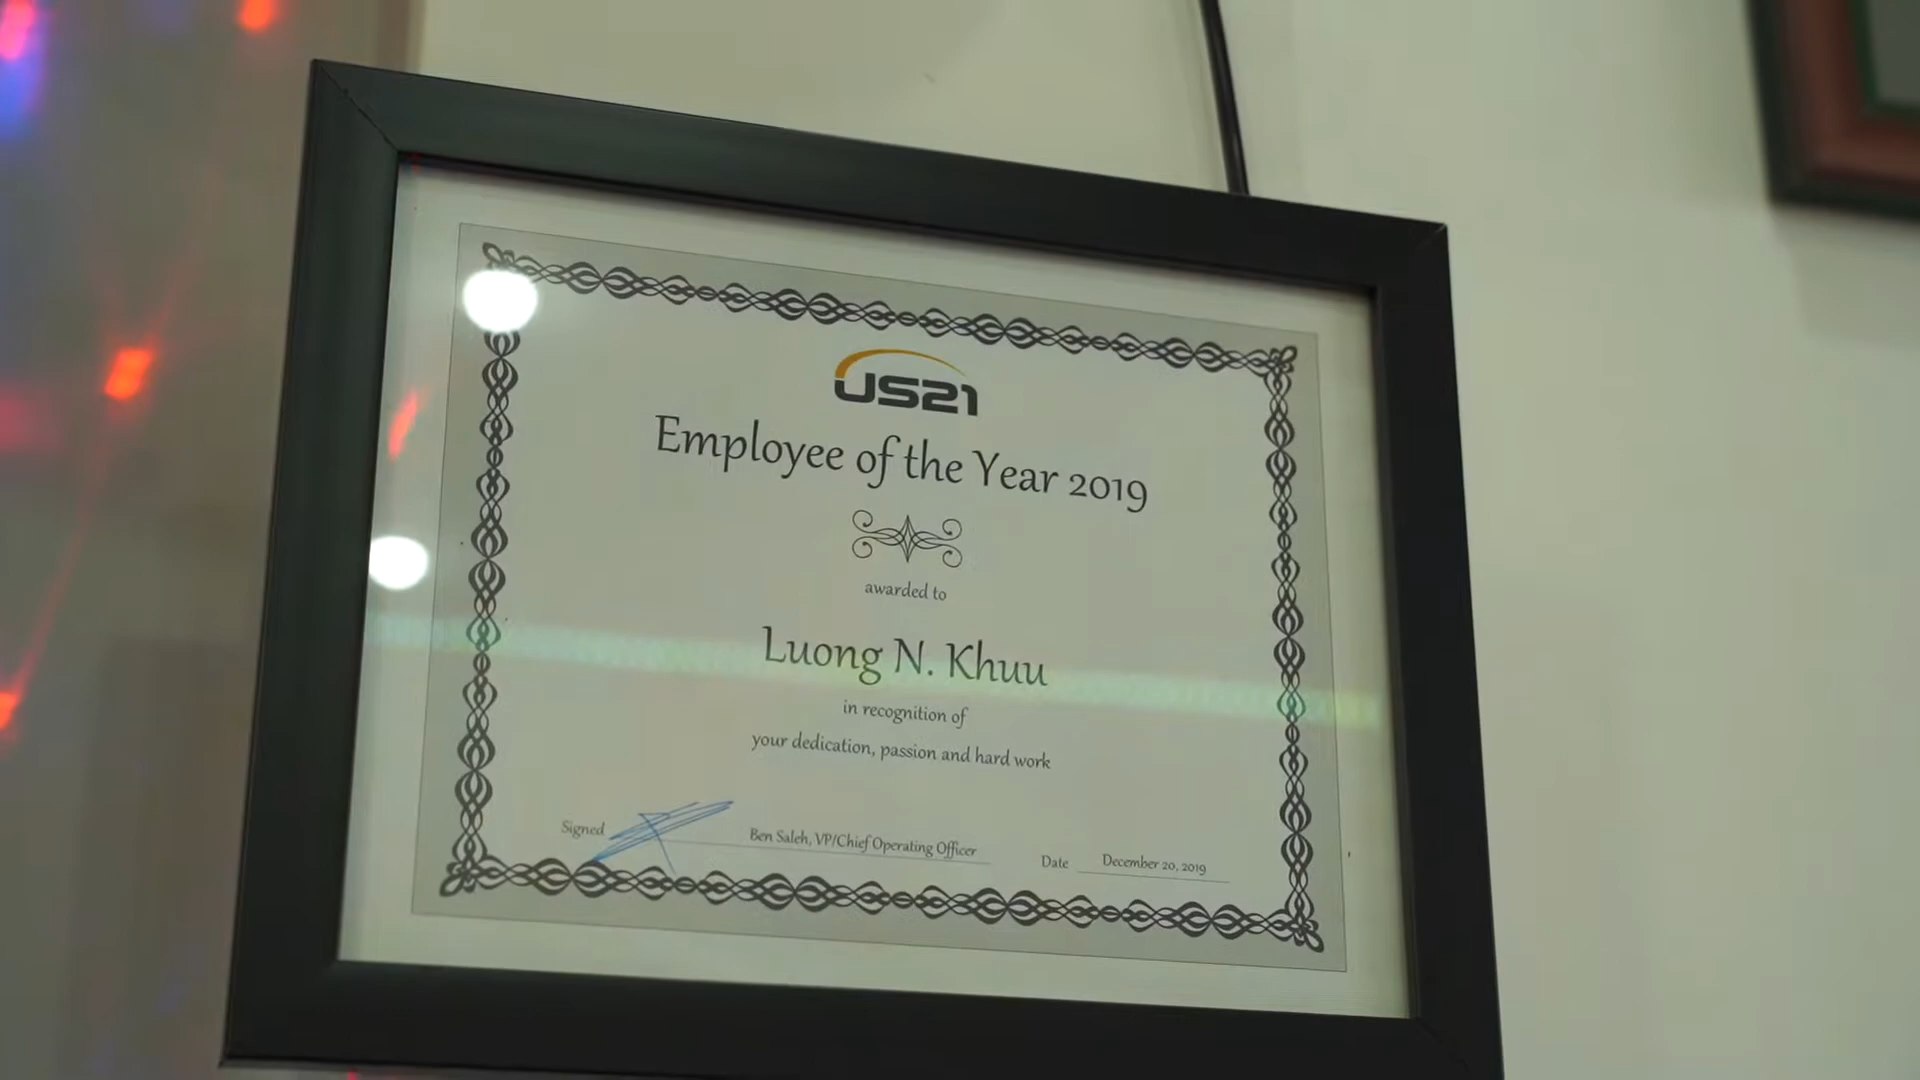 US21
Employee of the Year 2019
awarded to
Luong N. Khuu
in recognition of
your dedication, passion and hard work
Signed Ben Saleh, VP/Chief Operating Officer Date December 20, 2019